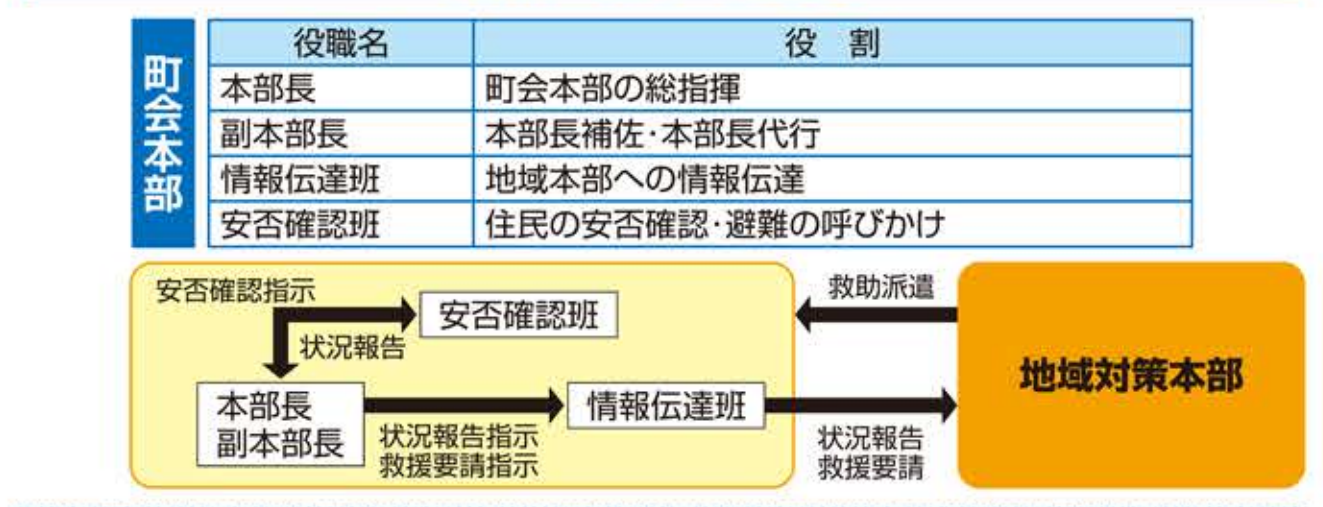 町会本部
役職名 役 割
本部長 町会本部の総指揮
副本部長 本部長補佐・本部長代行
情報伝達班 地域本部への情報伝達
安否確認班 住民の安否確認・避難の呼びかけ
安否確認指示
安否確認班
状況報告
本部長
副本部長
状況報告指示
救援要請指示
情報伝達班
救助派遣
状況報告
救援要請
地域対策本部